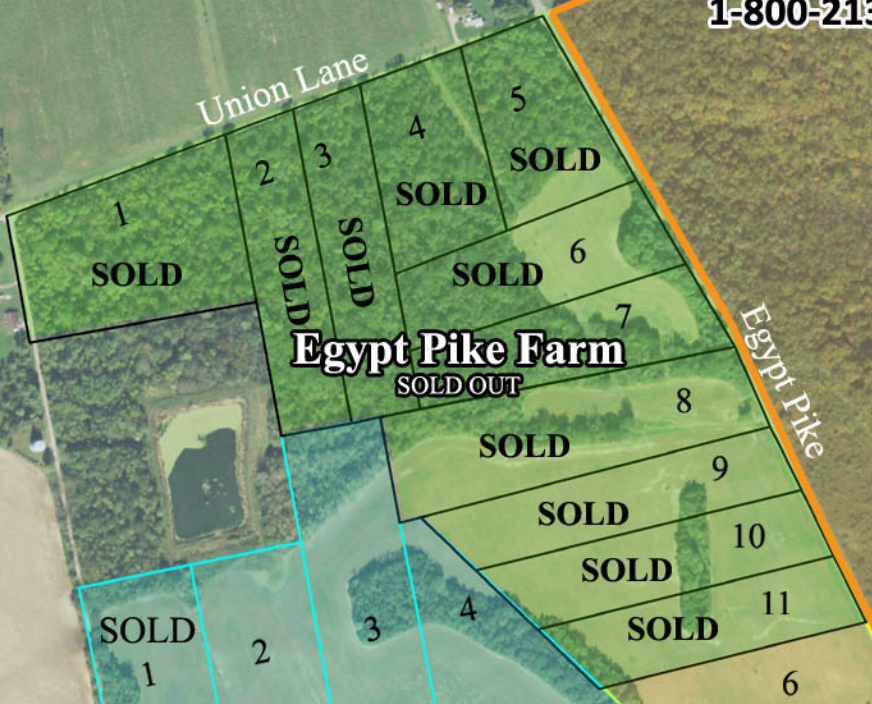 1-800-213
Union Lane
5
4
SOLD
3
2
SOLD
1
SOLD
SOLD
SOLD
6
SOLD
7
Egypt Pike
Egypt Pike Farm
SOLD OUT
8
SOLD
9
SOLD
10
SOLD
11
SOLD
SOLD
1
2
3
4
6